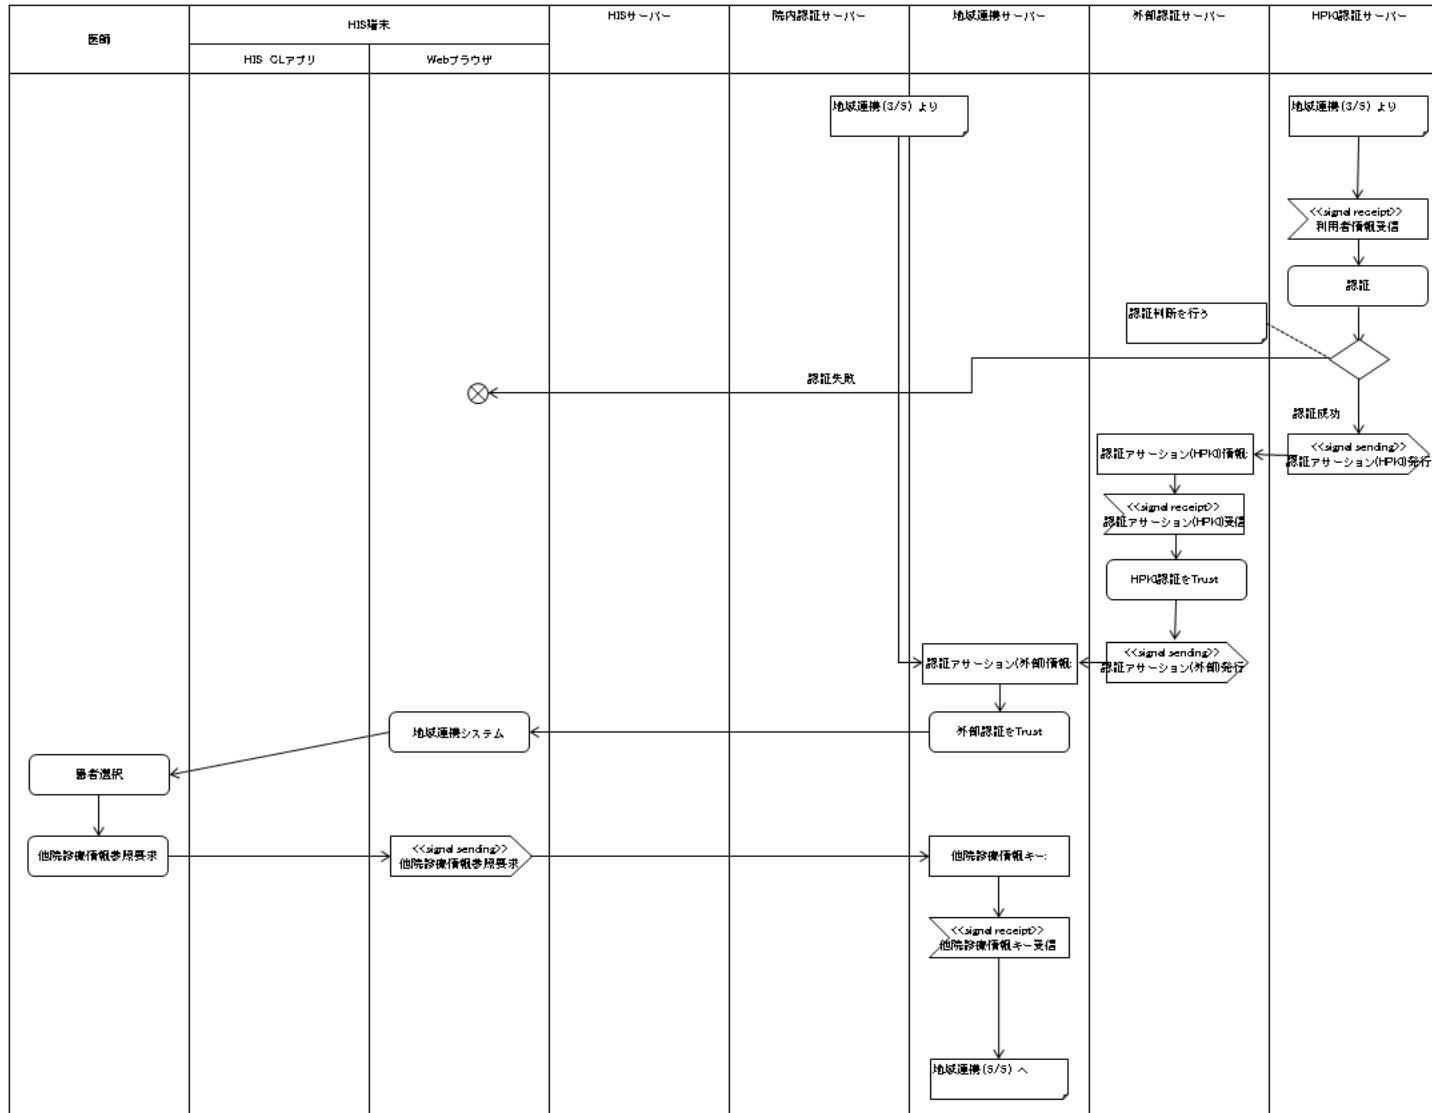 医師
HIS端末
HIS CLアプリ
Webブラウザ
HISサーバー
院内認証サーバー
地域連携サーバー
外部認証サーバー
HPKI認証サーバー
地域連携(3/5) より
地域連携(3/5) より
<<signal receipt>>
利用者情報受信
認証
認証判断を行う
認証失敗
認証成功
<<signal sending>>
認証アサーション(HPKI)発行
認証アサーション(HPKI)情報:
<<signal receipt>>
認証アサーション(HPKI)受信
HPKI認証をTrust
<<signal sending>>
認証アサーション(外部)発行
認証アサーション(外部)情報:
外部認証をTrust
地域連携システム
患者選択
他院診療情報参照要求
<<signal sending>>
他院診療情報参照要求
他院診療情報キー:
<<signal receipt>>
他院診療情報キー受信
地域連携(5/5) へ